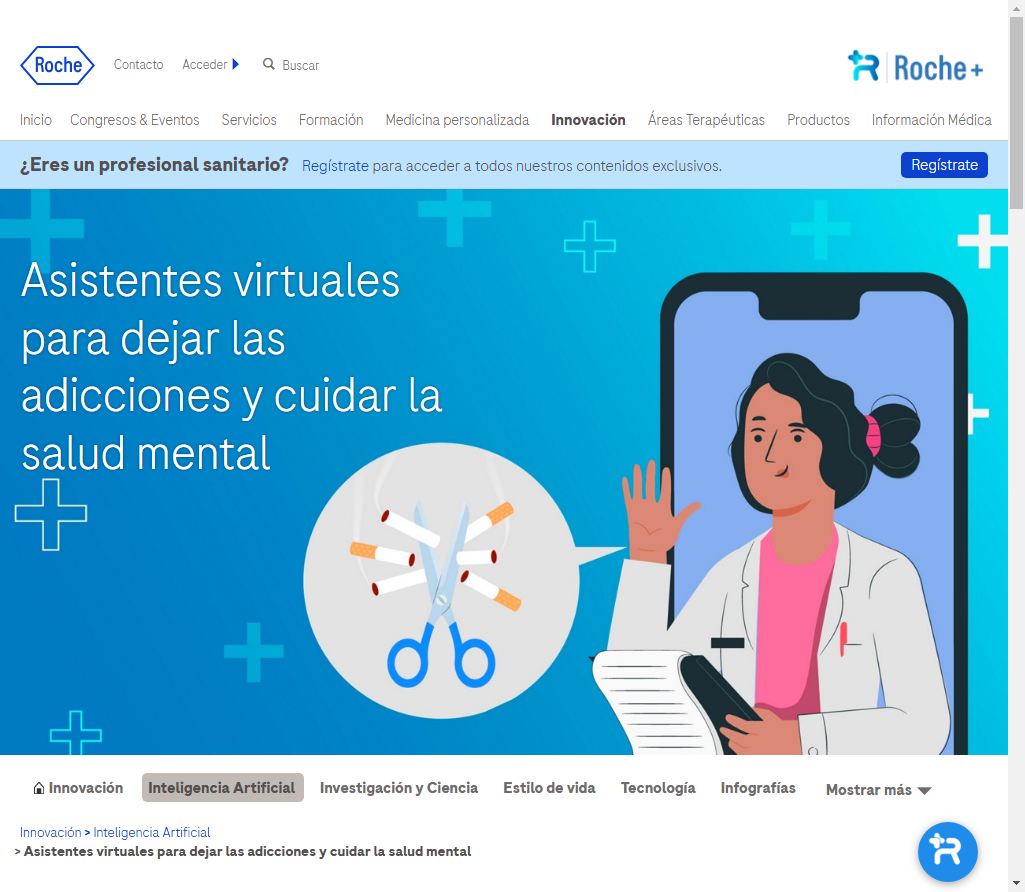 Roche
Contacto
Acceder
Buscar
Roche+
Inicio
Congresos & Eventos
Servicios
Formación
Medicina personalizada
Innovación
Áreas Terapéuticas
Productos
Información Médica
¿Eres un profesional sanitario? Regístrate para acceder a todos nuestros contenidos exclusivos.
Regístrate
Asistentes virtuales
para dejar las
adicciones y cuidar la
salud mental
Innovación
Inteligencia Artificial
Investigación y Ciencia
Estilo de vida
Tecnología
Infografías
Mostrar más
Innovación > Inteligencia Artificial
> Asistentes virtuales para dejar las adicciones y cuidar la salud mental